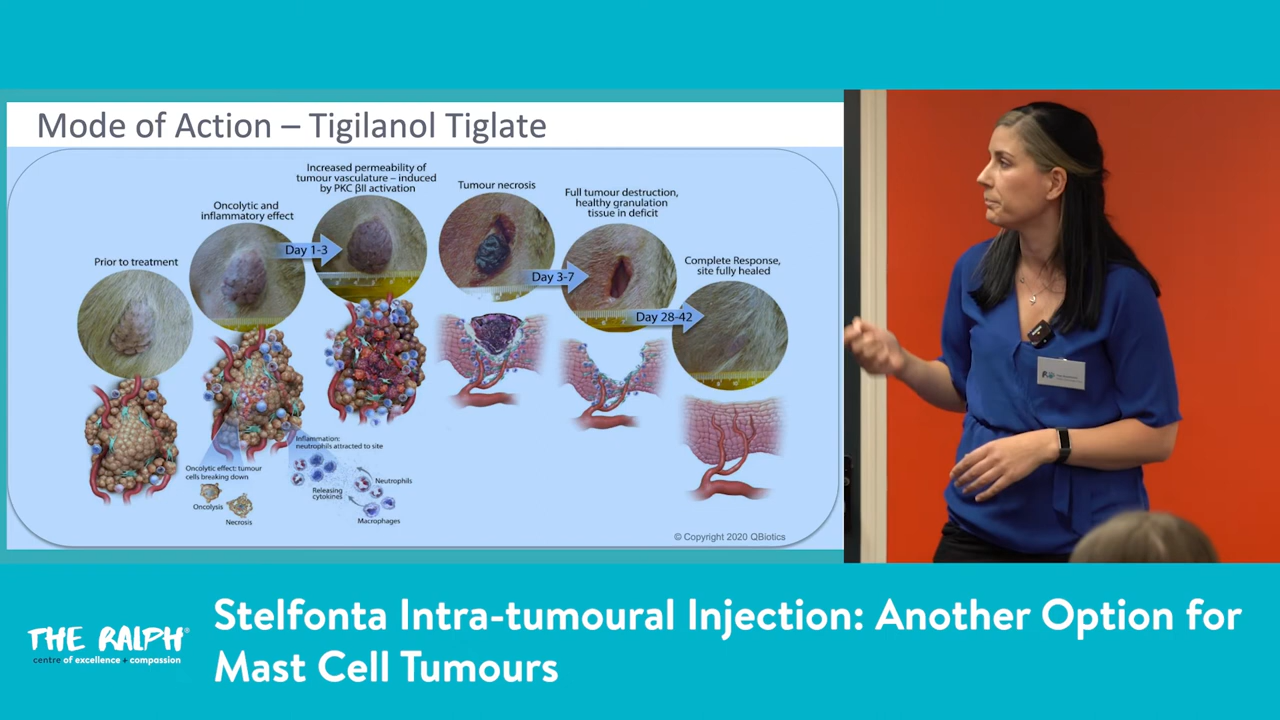 Mode of Action – Tigilanol Tiglate
Prior to treatment
Oncolytic and
inflammatory effect
Day 1-3
Increased permeability of
tumour vasculature – induced
by PKC βII activation
Tumour necrosis
Day 3-7
Full tumour destruction,
healthy granulation
tissue in deficit
Day 28-42
Complete Response,
site fully healed
Oncolytic effect: tumour
cells breaking down
Oncolysis
Necrosis
Inflammation:
neutrophils attracted to site
Releasing
cytokines
Neutrophils
Macrophages
© Copyright 2020 QBiotics
THE RALPH®
centre of excellence + compassion
Stelfonta Intra-tumoural Injection: Another Option for
Mast Cell Tumours